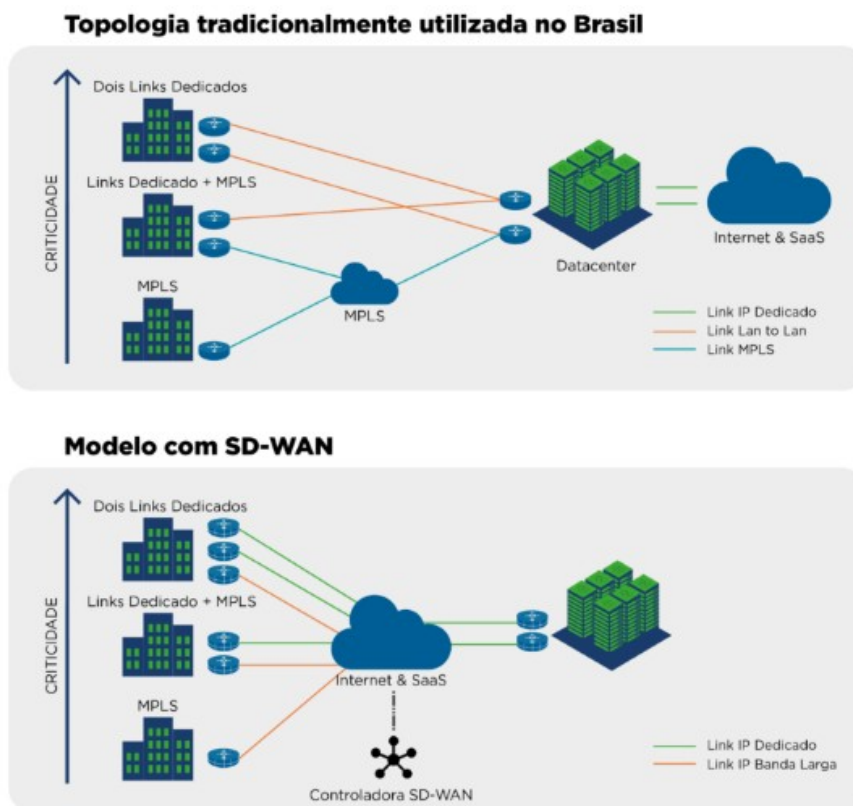 Topologia tradicionalmente utilizada no Brasil
CRITICIDADE
Dois Links Dedicados
Links Dedicado + MPLS
MPLS
MPLS
Datacenter
Internet & SaaS
Link IP Dedicado
Link Lan to Lan
Link MPLS
Modelo com SD-WAN
CRITICIDADE
Dois Links Dedicados
Links Dedicado + MPLS
MPLS
Internet & SaaS
Controladora SD-WAN
Link IP Dedicado
Link IP Banda Larga